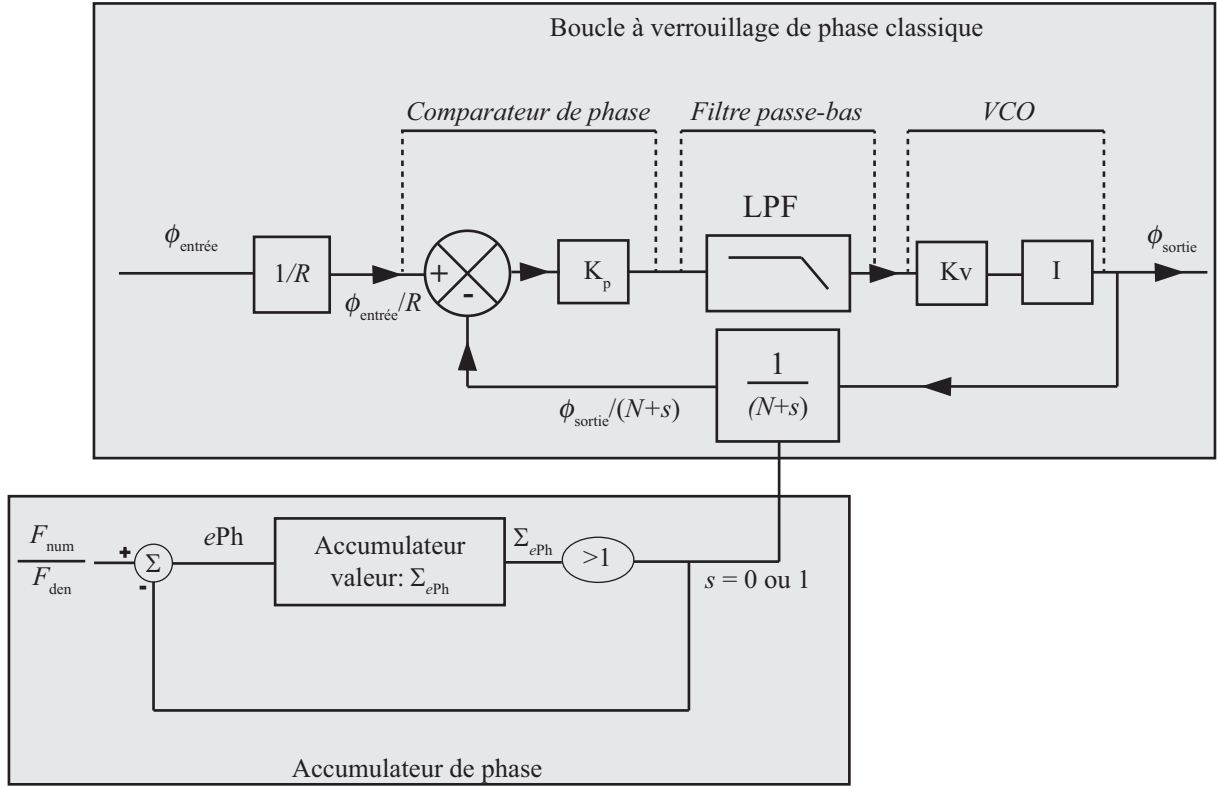 Boucle à verrouillage de phase classique
Comparateur de phase
Filtre passe-bas
VCO
LPF
ϕentrée
1/R
ϕentrée/R
+
-
Kp
Kv
I
ϕsortie
1
(N+s)
ϕsortie/(N+s)
Fnum
Fden
+
-
Σ
ePh
Accumulateur
valeur: ΣePh
ΣePh
>1
s = 0 ou 1
Accumulateur de phase